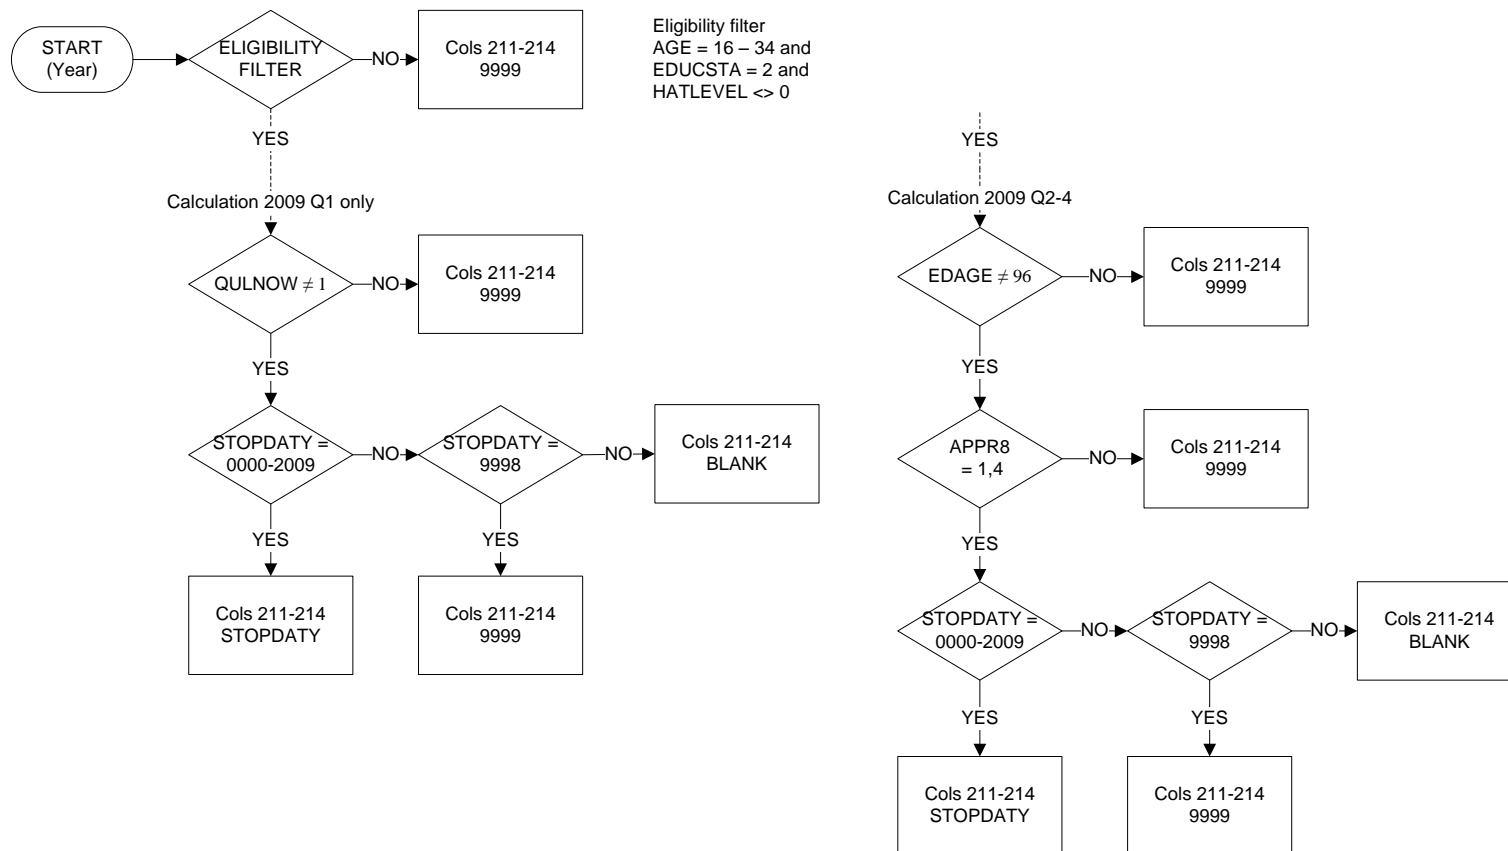 START
(Year)
ELIGIBILITY
FILTER
NO
Cols 211-214
9999
Eligibility filter
AGE = 16 – 34 and
EDUCSTA = 2 and
HATLEVEL <> 0
YES
Calculation 2009 Q1 only
QULNOW ≠ 1
NO
Cols 211-214
9999
YES
STOPDATY =
0000-2009
NO
STOPDATY =
9998
NO
Cols 211-214
BLANK
YES
YES
Cols 211-214
STOPDATY
Cols 211-214
9999
YES
Calculation 2009 Q2-4
EDAGE ≠ 96
NO
Cols 211-214
9999
YES
APPR8
= 1,4
NO
Cols 211-214
9999
YES
STOPDATY =
0000-2009
NO
STOPDATY =
9998
NO
Cols 211-214
BLANK
YES
YES
Cols 211-214
STOPDATY
Cols 211-214
9999